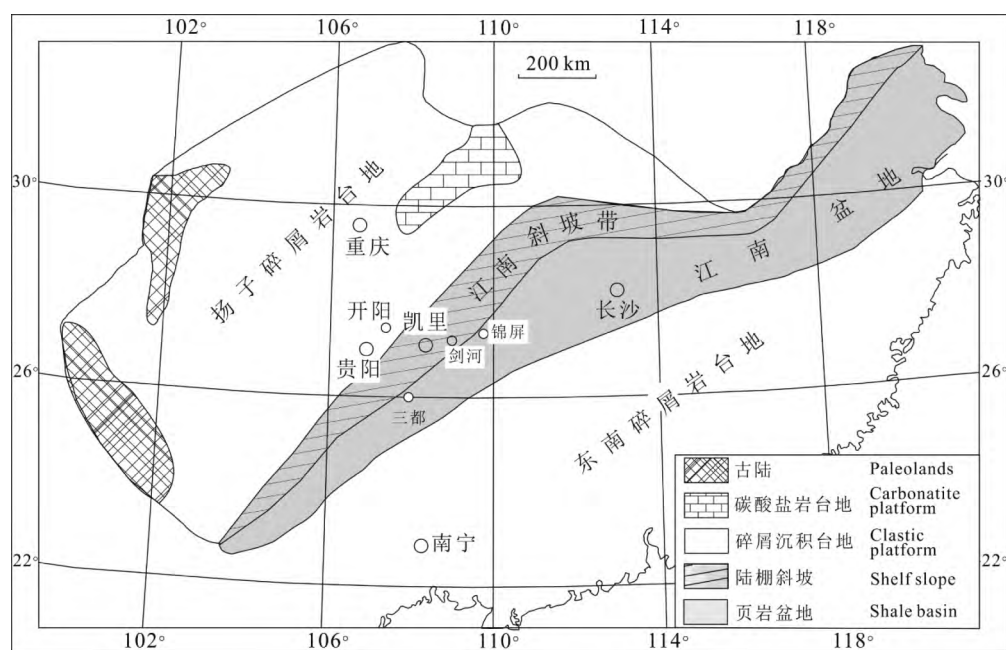 102° 106° 110° 114° 118°
200 km
30° 30°
扬子碎屑岩台地
重庆
江南斜坡带
江南盆地
长沙
开阳
凯里
锦屏
剑河
贵阳
26° 26°
三都
东南碎屑岩台地
南宁
22° 22°
古陆 Paleolands
碳酸盐岩台地 Carbonatite platform
碎屑沉积台地 Clastic platform
陆棚斜坡 Shelf slope
页岩盆地 Shale basin
102° 106° 110° 114° 118°